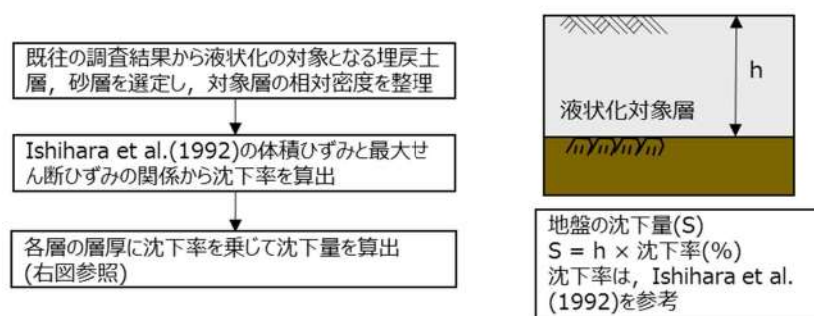 既往の調査結果から液状化の対象となる埋戻土
層，砂層を選定し，対象層の相対密度を整理
Ishihara et al.(1992)の体積ひずみと最大せ
ん断ひずみの関係から沈下率を算出
各層の層厚に沈下率を乗じて沈下量を算出
(右図参照)
h
液状化対象層
地盤の沈下量(S)
S = h × 沈下率(%)
沈下率は，Ishihara et al.
(1992)を参考